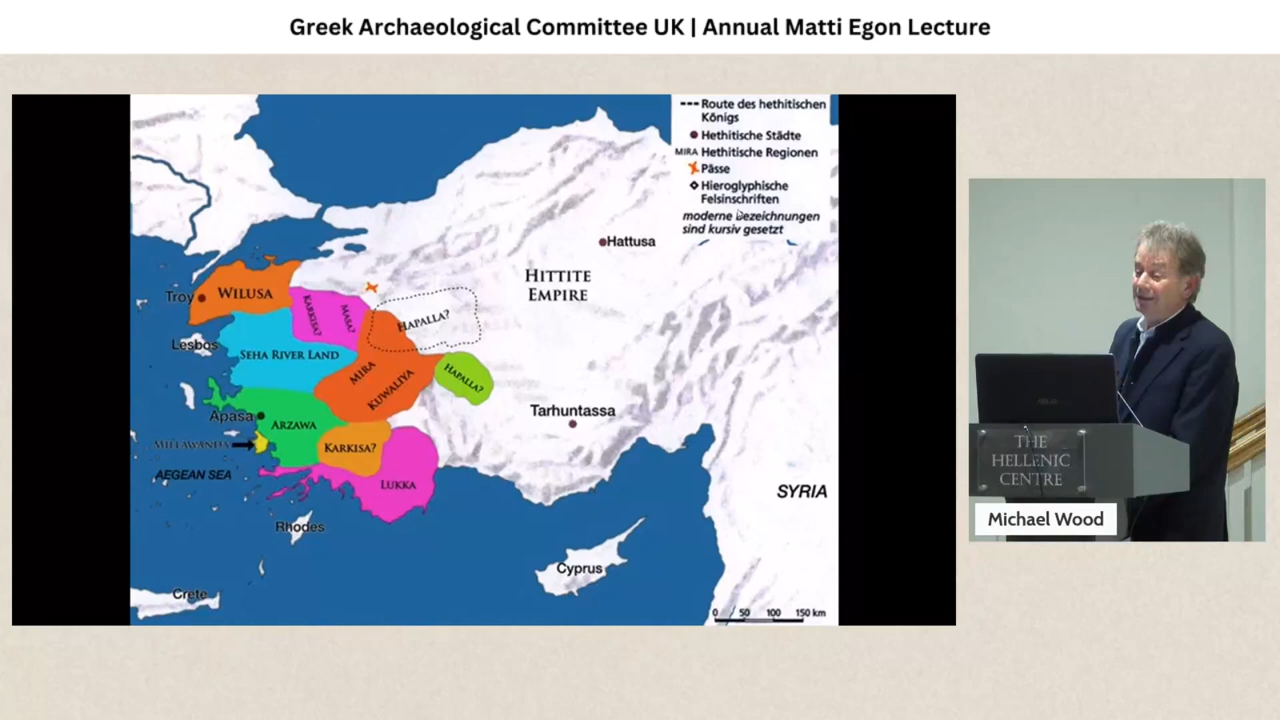 Greek Archaeological Committee UK | Annual Matti Egon Lecture
Route des hethitischen
Königs
Hethitische Städte
MIRA Hethitische Regionen
Pässe
Hieroglyphische
Felsinschriften
moderne Bezeichnungen
sind kursiv gesetzt
Hattusa
HITTITE
EMPIRE
Troy
WILUSA
KARKISA?
MASA?
HAPALLA?
Lesbos
SEHA RIVER LAND
MIRA
KUWALIYA
HAPALLA?
Apasa
ARZAWA
Tarhuntassa
MILLAWANDA
KARKISA?
AEGEAN SEA
LUKKA
SYRIA
Rhodes
Cyprus
Crete
0 50 100 150 km
ASUS
THE
HELLENIC
CENTRE
Michael Wood